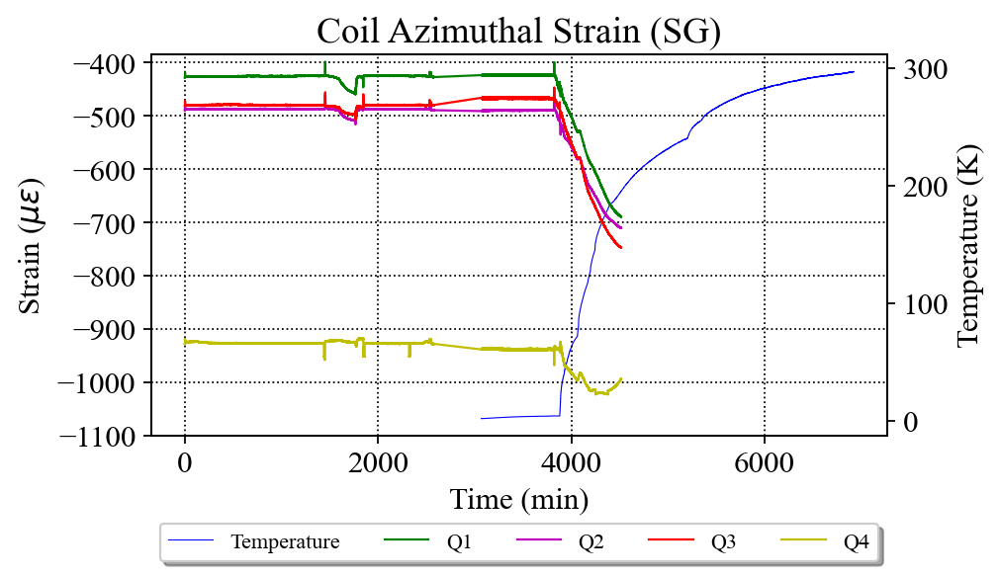 Coil Azimuthal Strain (SG)
−400
−500
−600
−700
−800
−900
−1000
−1100
Strain (με)
300
200
100
0
Temperature (K)
0 2000 4000 6000
Time (min)
Temperature Q1 Q2 Q3 Q4